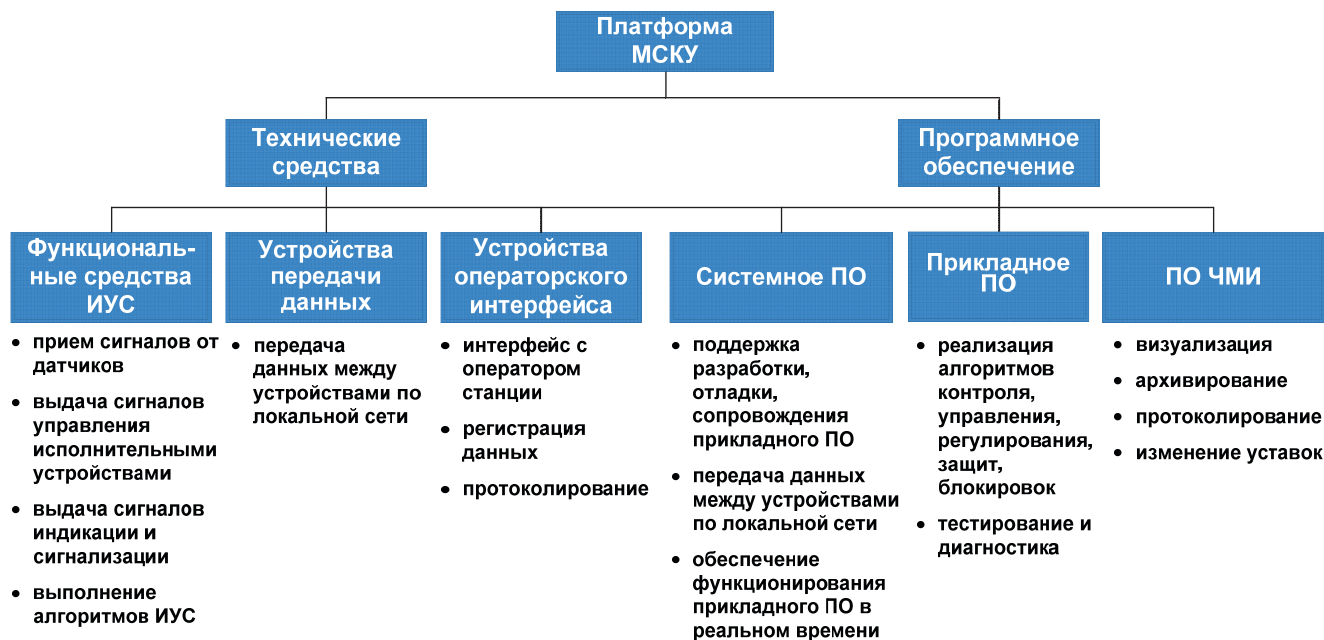 Платформа
МСКУ
Технические
средства
Программное
обеспечение
Функциональ-
ные средства
ИУС
Устройства
передачи
данных
Устройства
операторского
интерфейса
Системное ПО
Прикладное
ПО
ПО ЧМИ
• прием сигналов от
датчиков
• выдача сигналов
управления
исполнительными
устройствами
• выдача сигналов
индикации и
сигнализации
• выполнение
алгоритмов ИУС
• передача
данных между
устройствами по
локальной сети
• интерфейс с
оператором
станции
• регистрация
данных
• протоколирование
• поддержка
разработки,
отладки,
сопровождения
прикладного ПО
• передача данных
между устройствами
по локальной сети
• обеспечение
функционирования
прикладного ПО в
реальном времени
• реализация
алгоритмов
контроля,
управления,
регулирования,
защит,
блокировок
• тестирование и
диагностика
• визуализация
• архивирование
• протоколирование
• изменение уставок